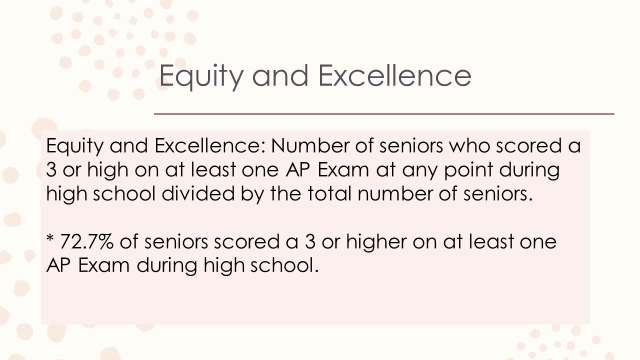 Equity and Excellence
Equity and Excellence: Number of seniors who scored a
3 or high on at least one AP Exam at any point during
high school divided by the total number of seniors.
* 72.7% of seniors scored a 3 or higher on at least one
AP Exam during high school.